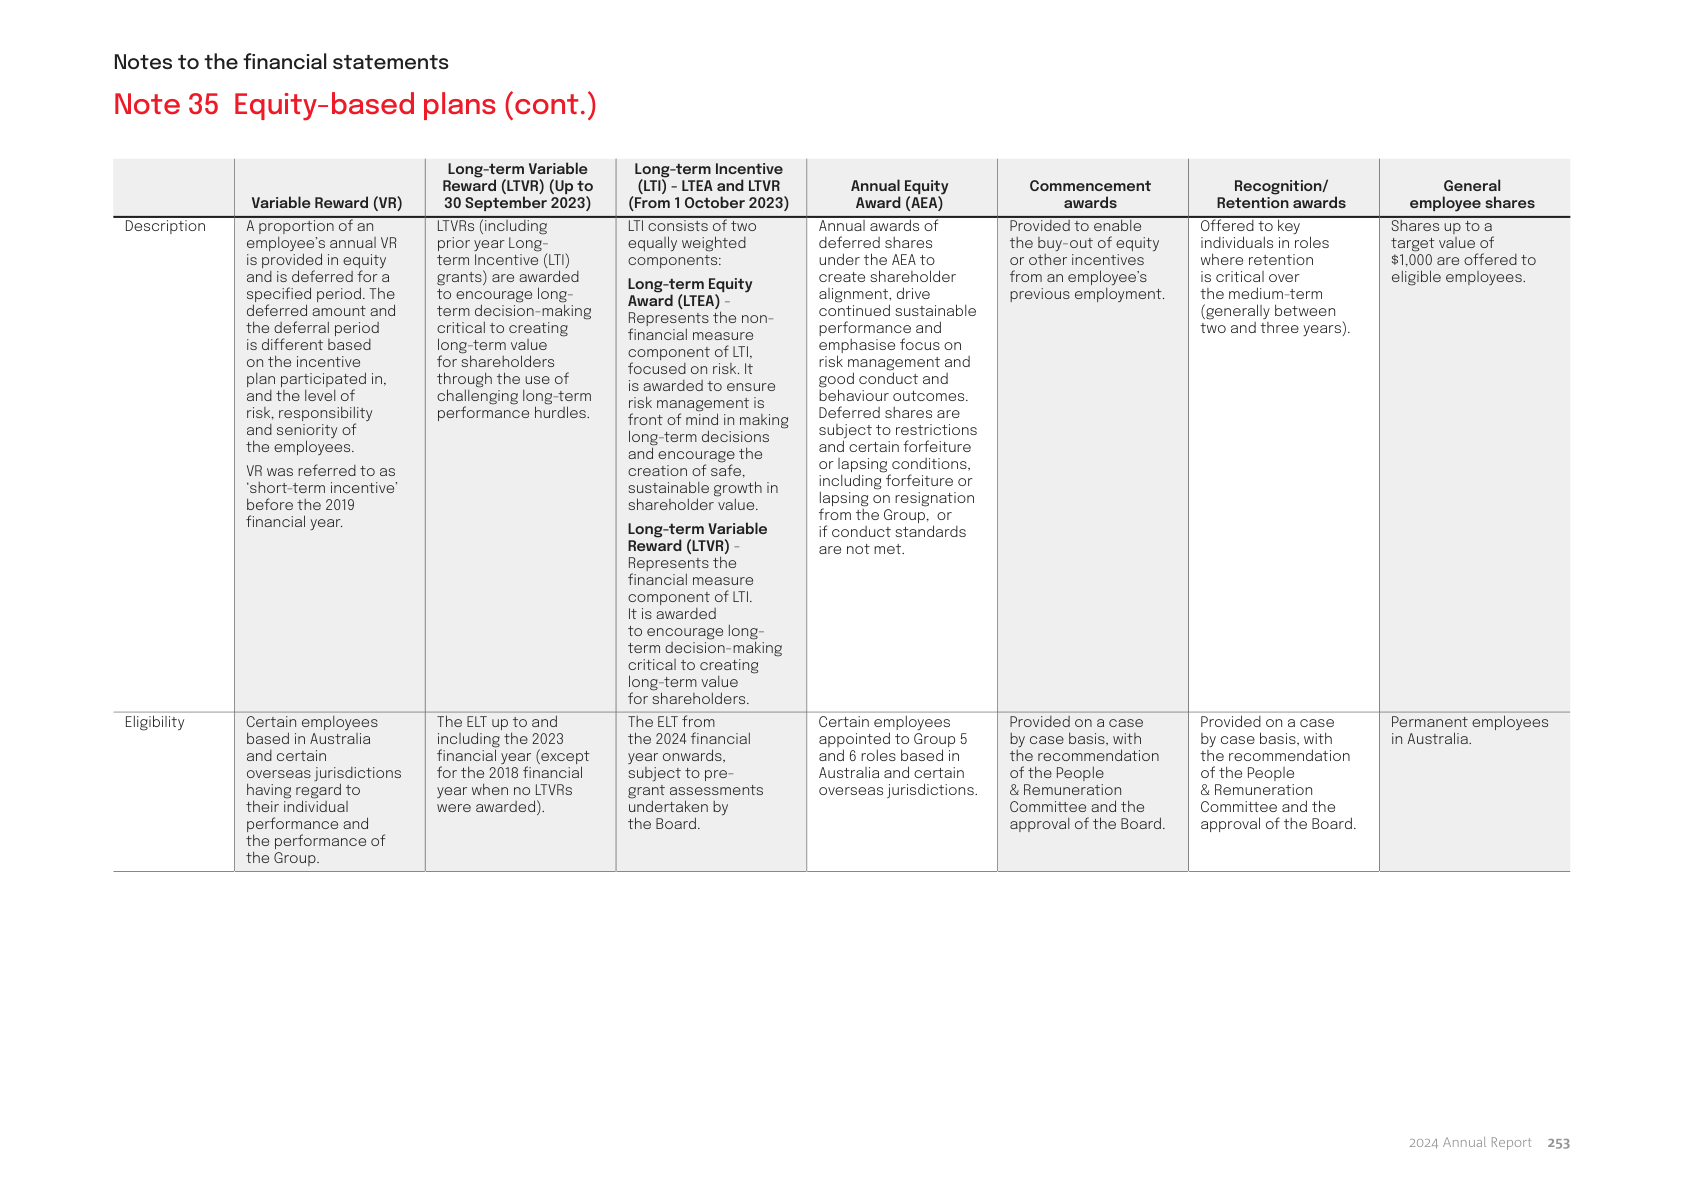 Notes to the financial statements
Note 35 Equity-based plans (cont.)
Variable Reward (VR)
Long-term Variable
Reward (LTVR) (Up to
30 September 2023)
Long-term Incentive
(LTI) - LTEA and LTVR
(From 1 October 2023)
Annual Equity
Award (AEA)
Commencement
awards
Recognition/
Retention awards
General
employee shares
Description
A proportion of an
employee's annual VR
is provided in equity
and is deferred for a
specified period. The
deferred amount and
the deferral period
is different based
on the incentive
plan participated in,
and the level of
risk, responsibility
and seniority of
the employees.
VR was referred to as
'short-term incentive'
before the 2019
financial year.
LTVRs (including
prior year Long-
term Incentive (LTI)
grants) are awarded
to encourage long-
term decision-making
critical to creating
long-term value
for shareholders
through the use of
challenging long-term
performance hurdles.
LTI consists of two
equally weighted
components:
Long-term Equity
Award (LTEA) -
Represents the non-
financial measure
component of LTI,
focused on risk. It
is awarded to ensure
risk management is
front of mind in making
long-term decisions
and encourage the
creation of safe,
sustainable growth in
shareholder value.
Long-term Variable
Reward (LTVR) -
Represents the
financial measure
component of LTI.
It is awarded
to encourage long-
term decision-making
critical to creating
long-term value
for shareholders.
Annual awards of
deferred shares
under the AEA to
create shareholder
alignment, drive
continued sustainable
performance and
emphasise focus on
risk management and
good conduct and
behaviour outcomes.
Deferred shares are
subject to restrictions
and certain forfeiture
or lapsing conditions,
including forfeiture or
lapsing on resignation
from the Group, or
if conduct standards
are not met.
Provided to enable
the buy-out of equity
or other incentives
from an employee's
previous employment.
Offered to key
individuals in roles
where retention
is critical over
the medium-term
(generally between
two and three years).
Shares up to a
target value of
$1,000 are offered to
eligible employees.
Eligibility
Certain employees
based in Australia
and certain
overseas jurisdictions
having regard to
their individual
performance and
the performance of
the Group.
The ELT up to and
including the 2023
financial year (except
for the 2018 financial
year when no LTVRs
were awarded).
The ELT from
the 2024 financial
year onwards,
subject to pre-
grant assessments
undertaken by
the Board.
Certain employees
appointed to Group 5
and 6 roles based in
Australia and certain
overseas jurisdictions.
Provided on a case
by case basis, with
the recommendation
of the People
& Remuneration
Committee and the
approval of the Board.
Provided on a case
by case basis, with
the recommendation
of the People
& Remuneration
Committee and the
approval of the Board.
Permanent employees
in Australia.
2024 Annual Report 253